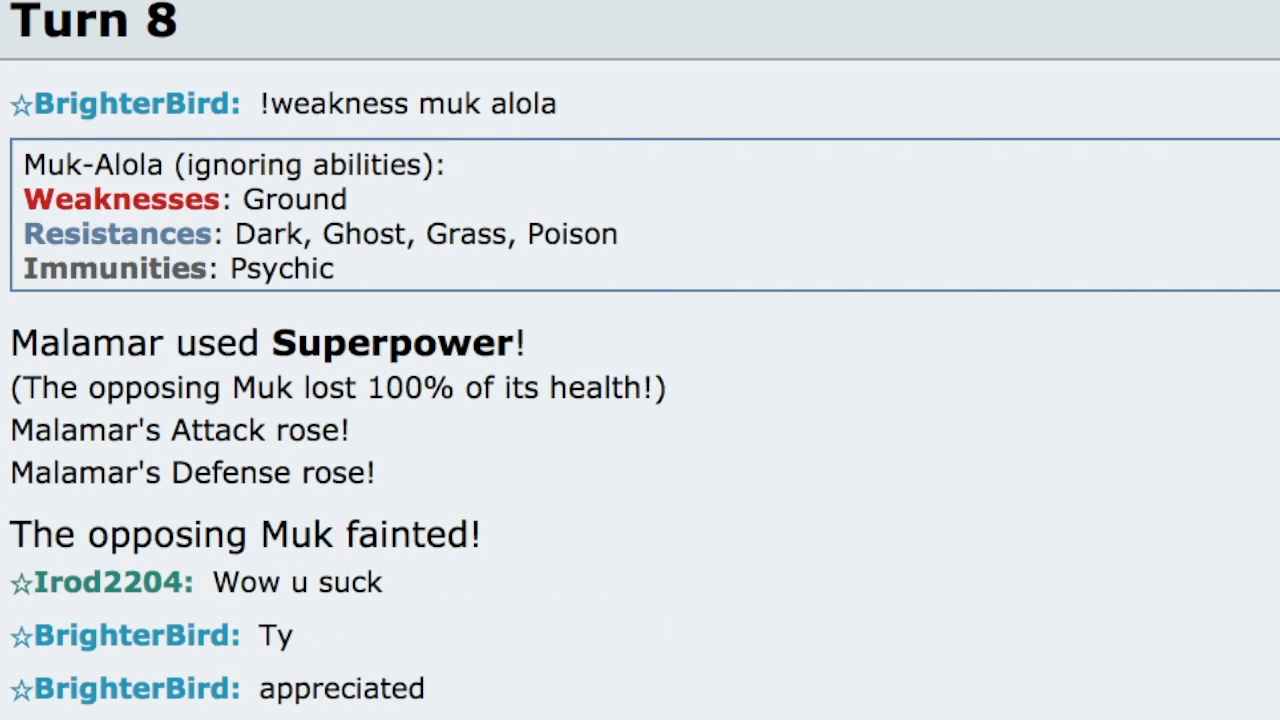 Turn 8
☆BrighterBird: !weakness muk alola
Muk-Alola (ignoring abilities):
Weaknesses: Ground
Resistances: Dark, Ghost, Grass, Poison
Immunities: Psychic
Malamar used Superpower!
(The opposing Muk lost 100% of its health!)
Malamar's Attack rose!
Malamar's Defense rose!
The opposing Muk fainted!
☆Irod2204: Wow u suck
☆BrighterBird: Ty
☆BrighterBird: appreciated